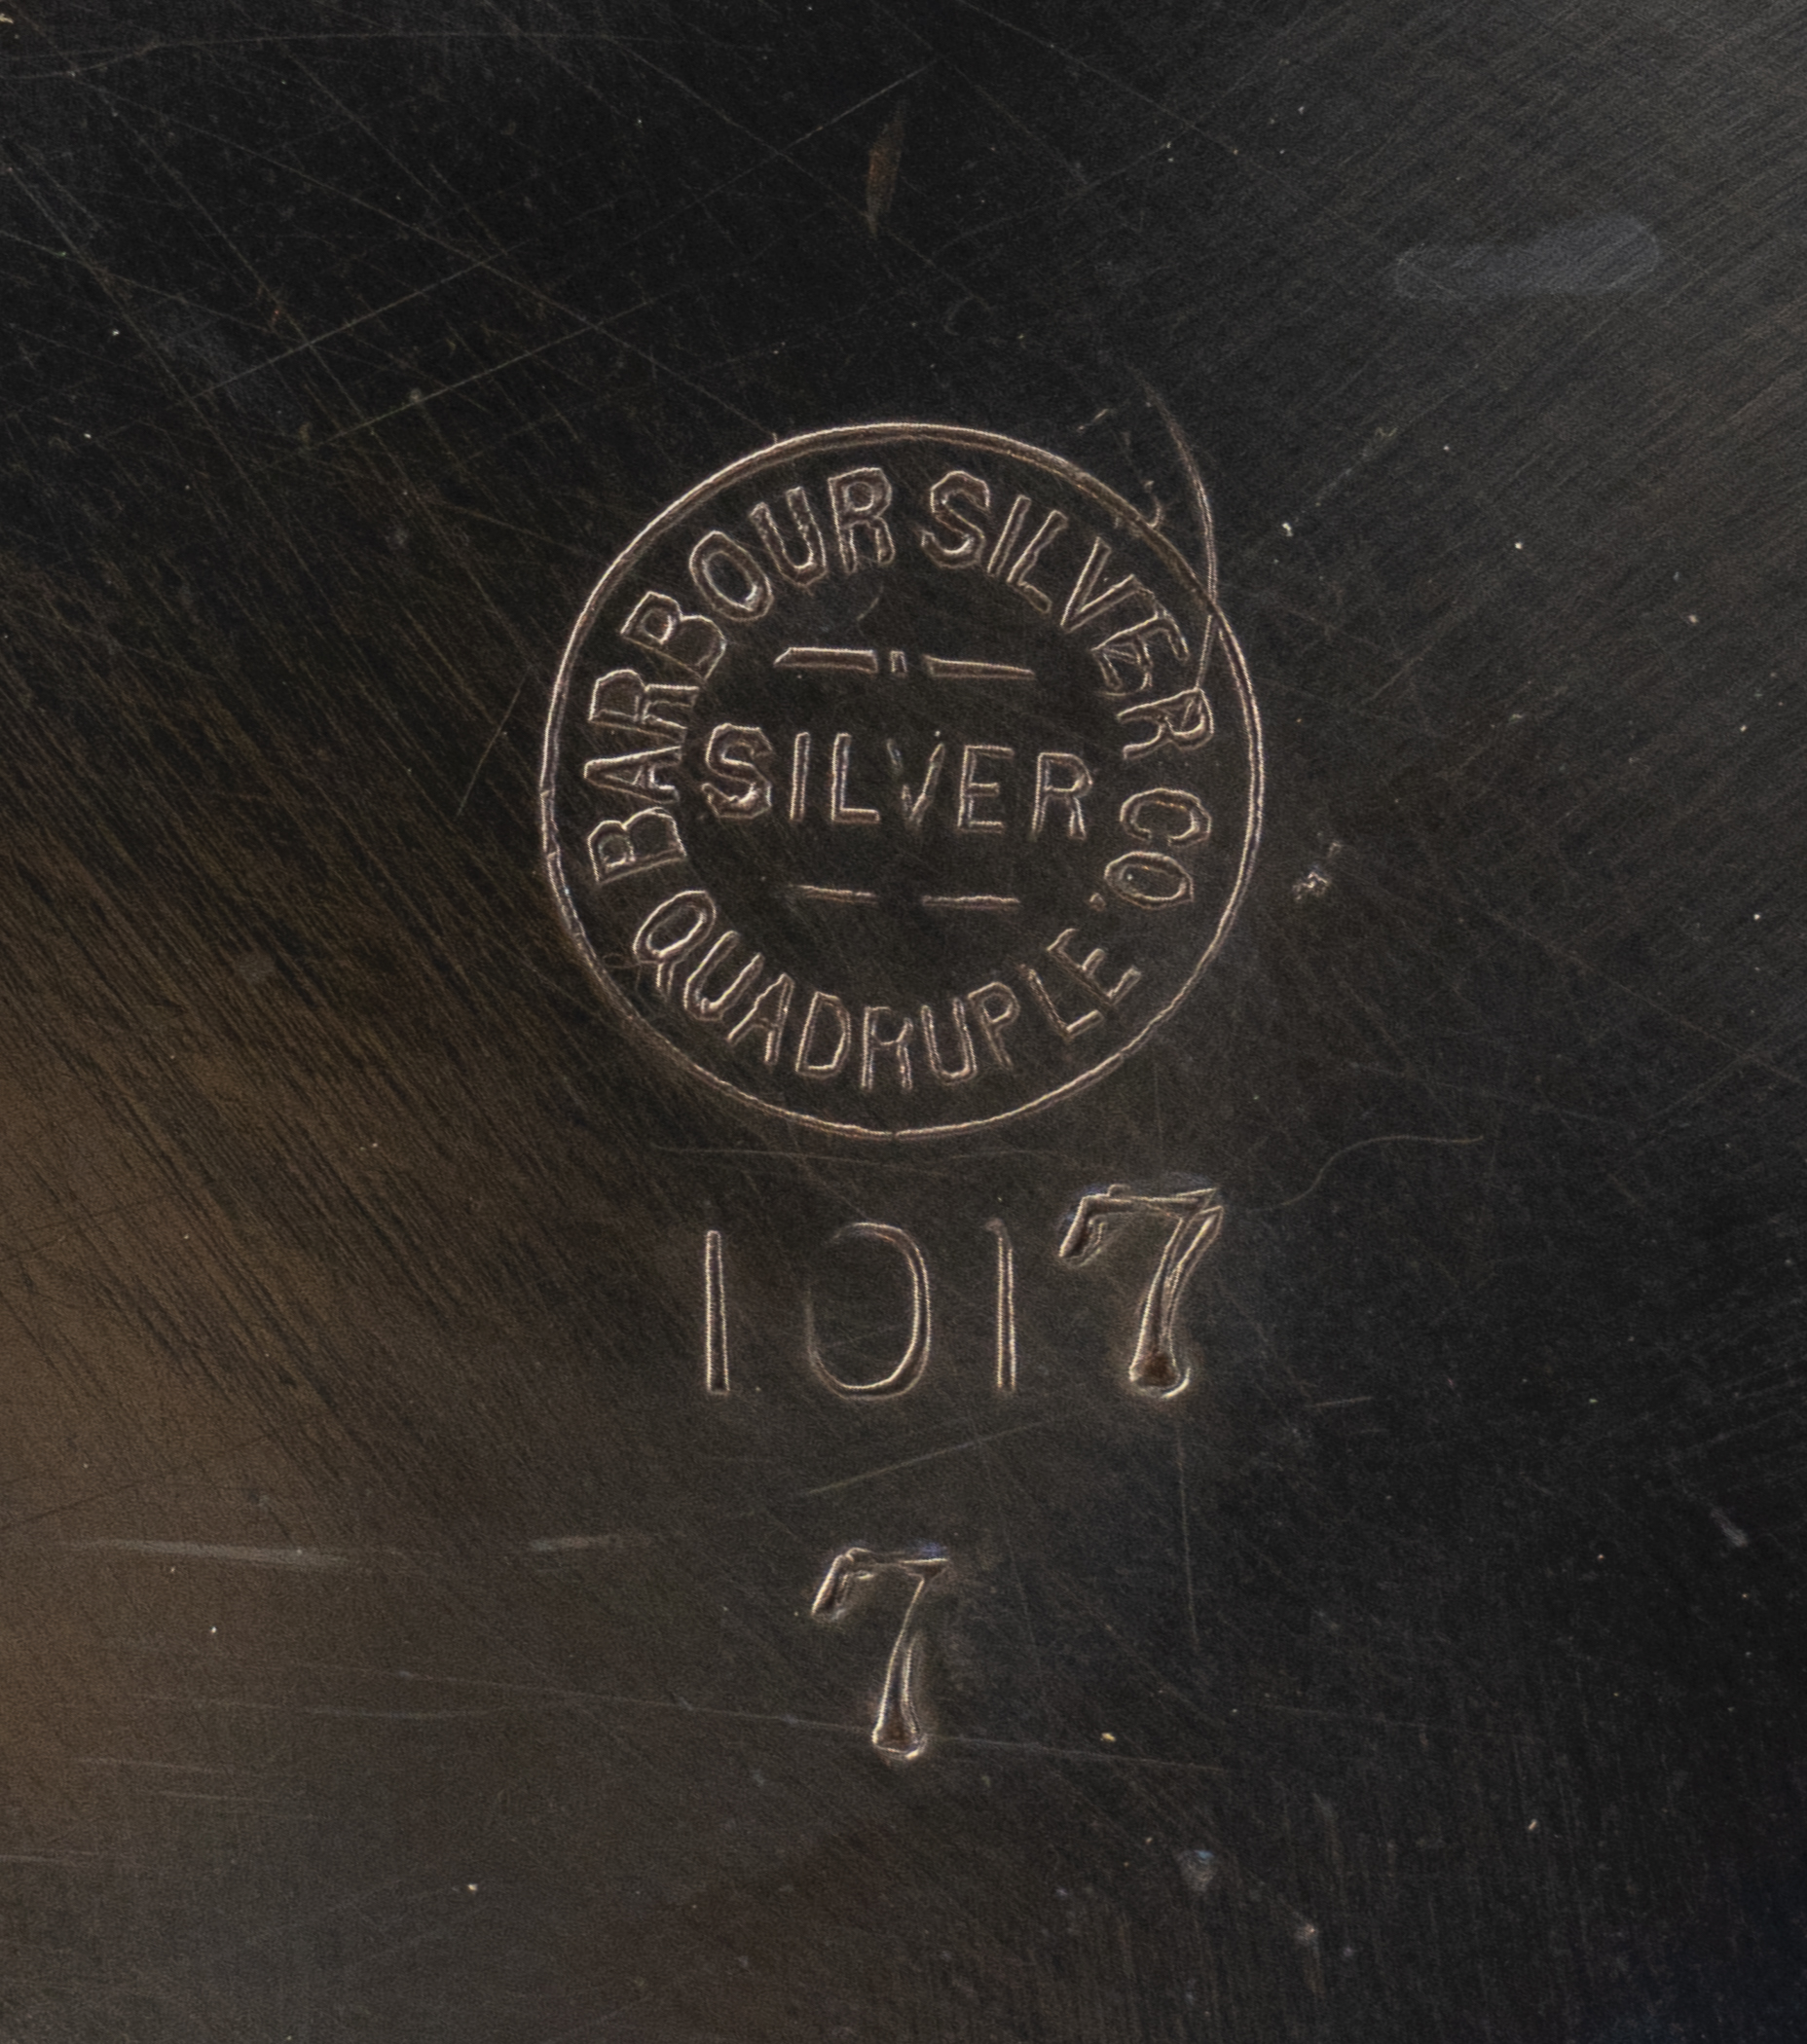 BARBOUR SILVER CO.
SILVER
QUADRUPLE
1017
7